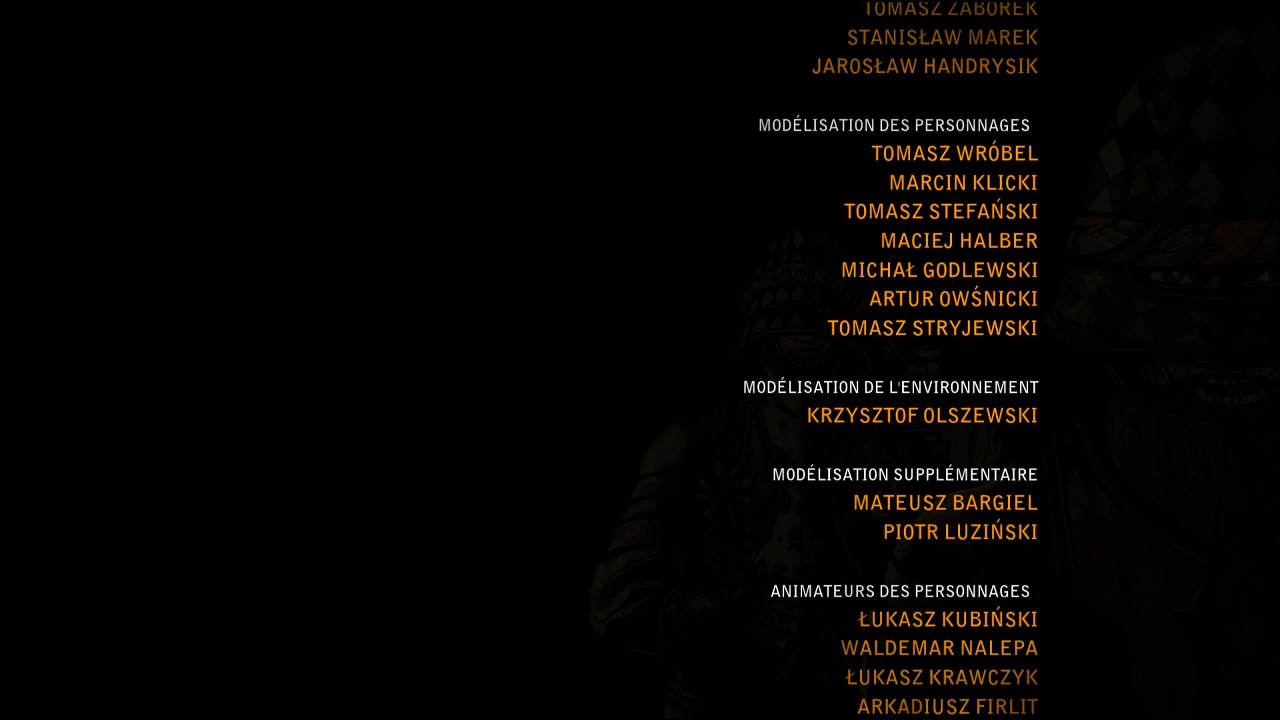 TOMASZ ZABOREK
STANISŁAW MAREK
JAROSŁAW HANDRYSIK
MODÉLISATION DES PERSONNAGES
TOMASZ WRÓBEL
MARCIN KLICKI
TOMASZ STEFAŃSKI
MACIEJ HALBER
MICHAŁ GODLEWSKI
ARTUR OWŚNICKI
TOMASZ STRYJEWSKI
MODÉLISATION DE L'ENVIRONNEMENT
KRZYSZTOF OLSZEWSKI
MODÉLISATION SUPPLÉMENTAIRE
MATEUSZ BARGIEL
PIOTR LUZIŃSKI
ANIMATEURS DES PERSONNAGES
ŁUKASZ KUBIŃSKI
WALDEMAR NALEPA
ŁUKASZ KRAWCZYK
ARKADIUSZ FIRLIT